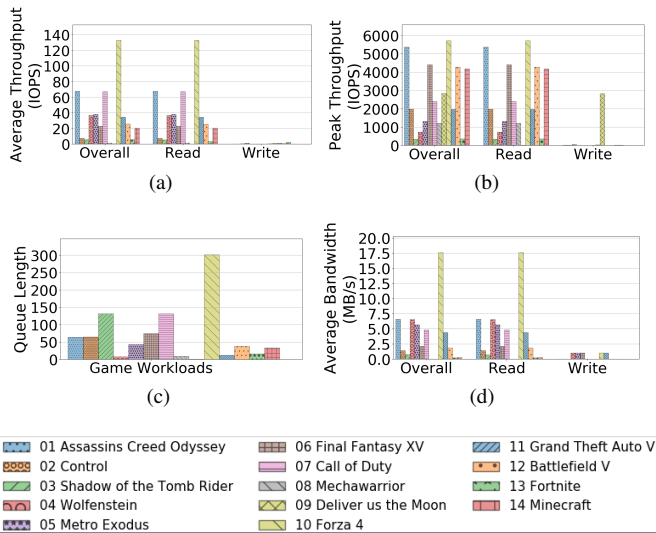 Average Throughput
(IOPS)
140
120
100
80
60
40
20
0
Overall Read Write
(a)
Peak Throughput
(IOPS)
6000
5000
4000
3000
2000
1000
0
Overall Read Write
(b)
Queue Length
300
250
200
150
100
50
0
Game Workloads
(c)
Average Bandwidth
(MB/s)
20.0
17.5
15.0
12.5
10.0
7.5
5.0
2.5
0.0
Overall Read Write
(d)
01 Assassins Creed Odyssey
02 Control
03 Shadow of the Tomb Rider
04 Wolfenstein
05 Metro Exodus
06 Final Fantasy XV
07 Call of Duty
08 Mechawarrior
09 Deliver us the Moon
10 Forza 4
11 Grand Theft Auto V
12 Battlefield V
13 Fortnite
14 Minecraft